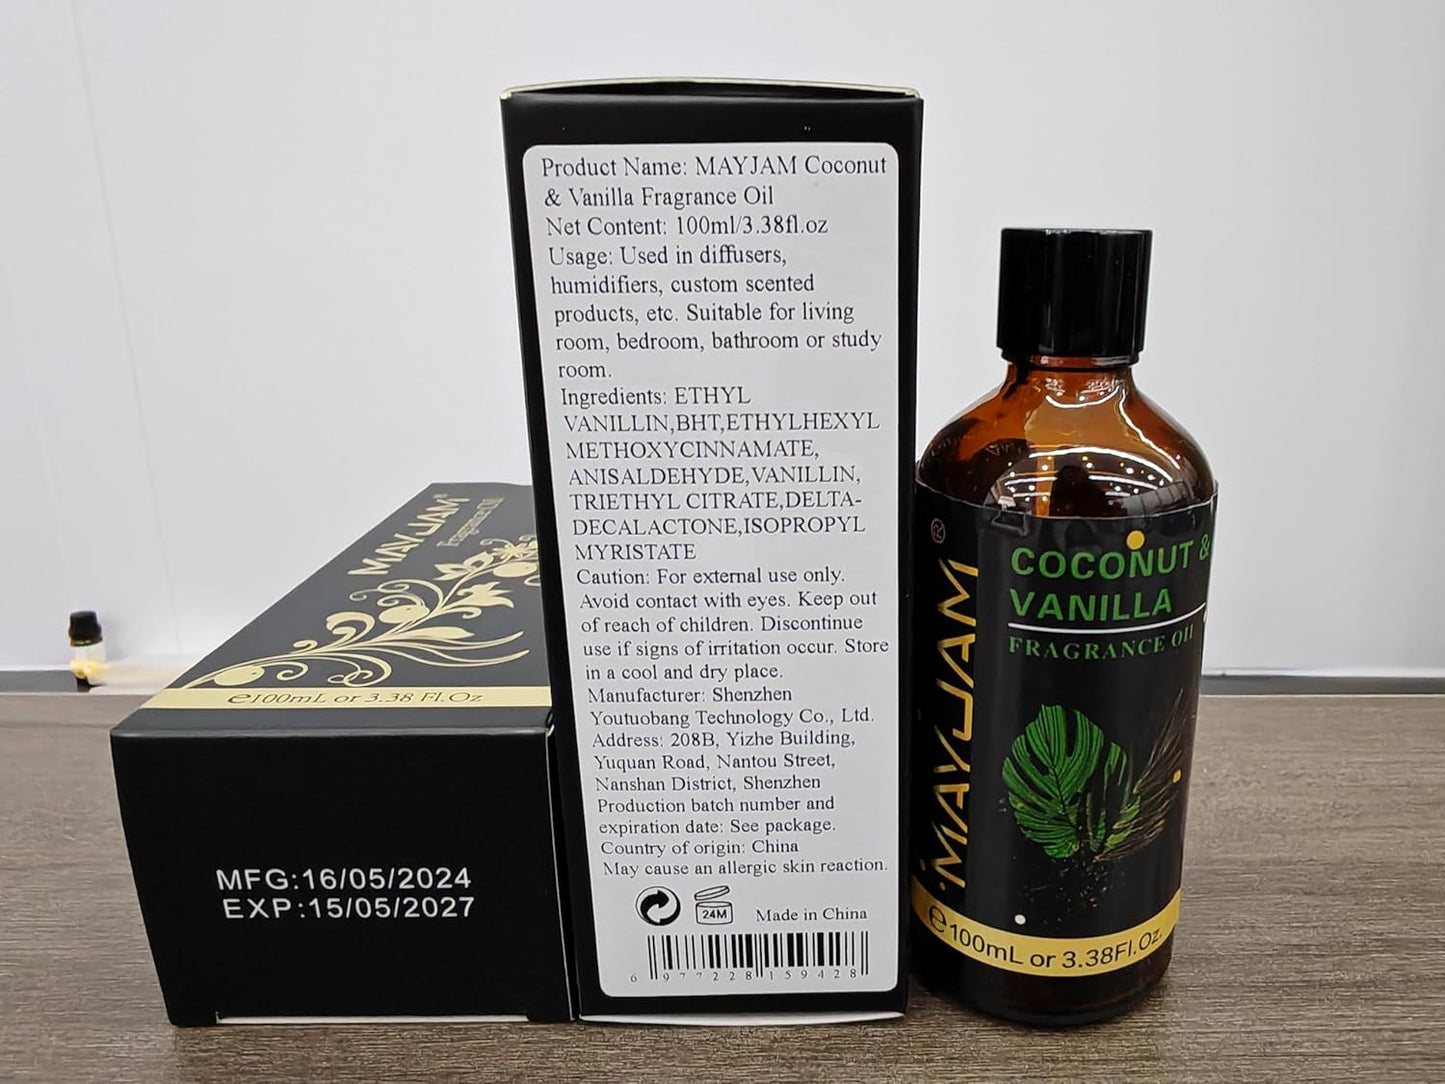 MAYJAM®
Fragrance Oil
e100mL or 3.38 Fl.Oz
MFG:16/05/2024
EXP:15/05/2027
Product Name: MAYJAM Coconut
& Vanilla Fragrance Oil
Net Content: 100ml/3.38fl.oz
Usage: Used in diffusers,
humidifiers, custom scented
products, etc. Suitable for living
room, bedroom, bathroom or study
room.
Ingredients: ETHYL
VANILLIN,BHT,ETHYLHEXYL
METHOXYCINNAMATE,
ANISALDEHYDE,VANILLIN,
TRIETHYL CITRATE,DELTA-
DECALACTONE,ISOPROPYL
MYRISTATE
Caution: For external use only.
Avoid contact with eyes. Keep out
of reach of children. Discontinue
use if signs of irritation occur. Store
in a cool and dry place.
Manufacturer: Shenzhen
Youtuobang Technology Co., Ltd.
Address: 208B, Yizhe Building,
Yuquan Road, Nantou Street,
Nanshan District, Shenzhen
Production batch number and
expiration date: See package.
Country of origin: China
May cause an allergic skin reaction.
24M
Made in China
6 977228 159428
MAYJAM®
COCONUT &
VANILLA
FRAGRANCE OIL
e100mL or 3.38Fl.Oz.